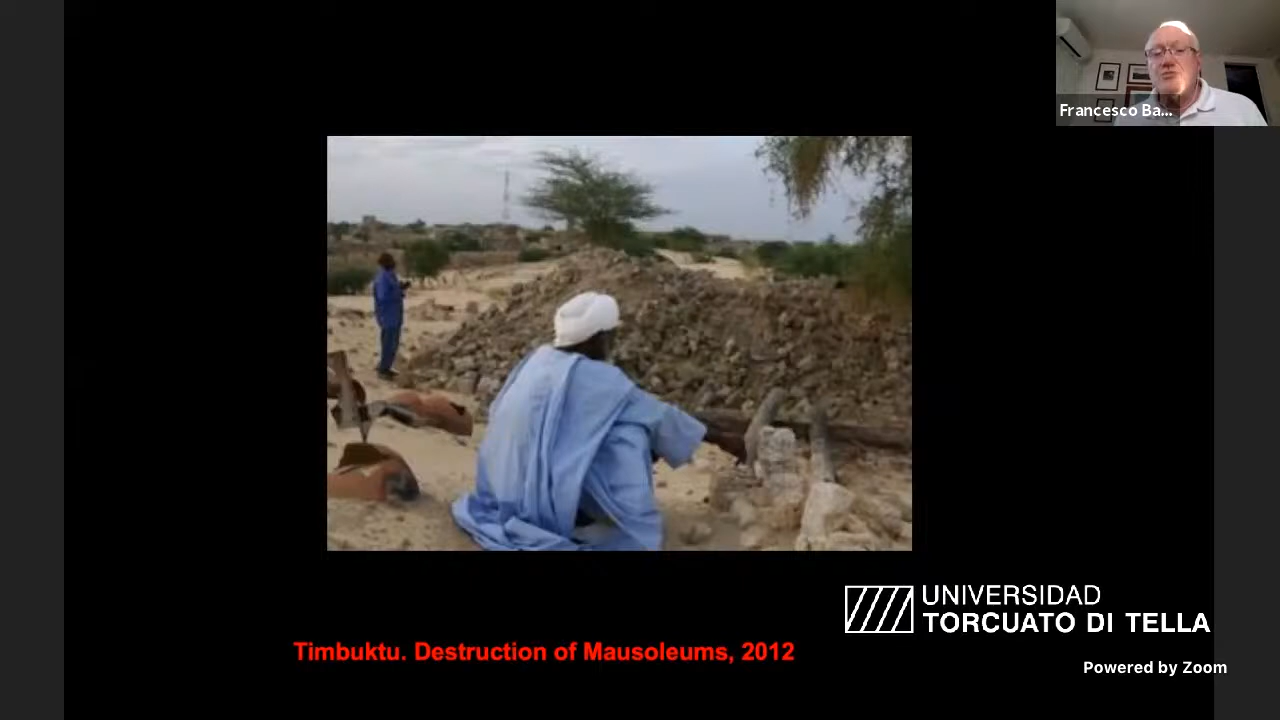 Francesco Ba...
UNIVERSIDAD
TORCUATO DI TELLA
Timbuktu. Destruction of Mausoleums, 2012
Powered by Zoom